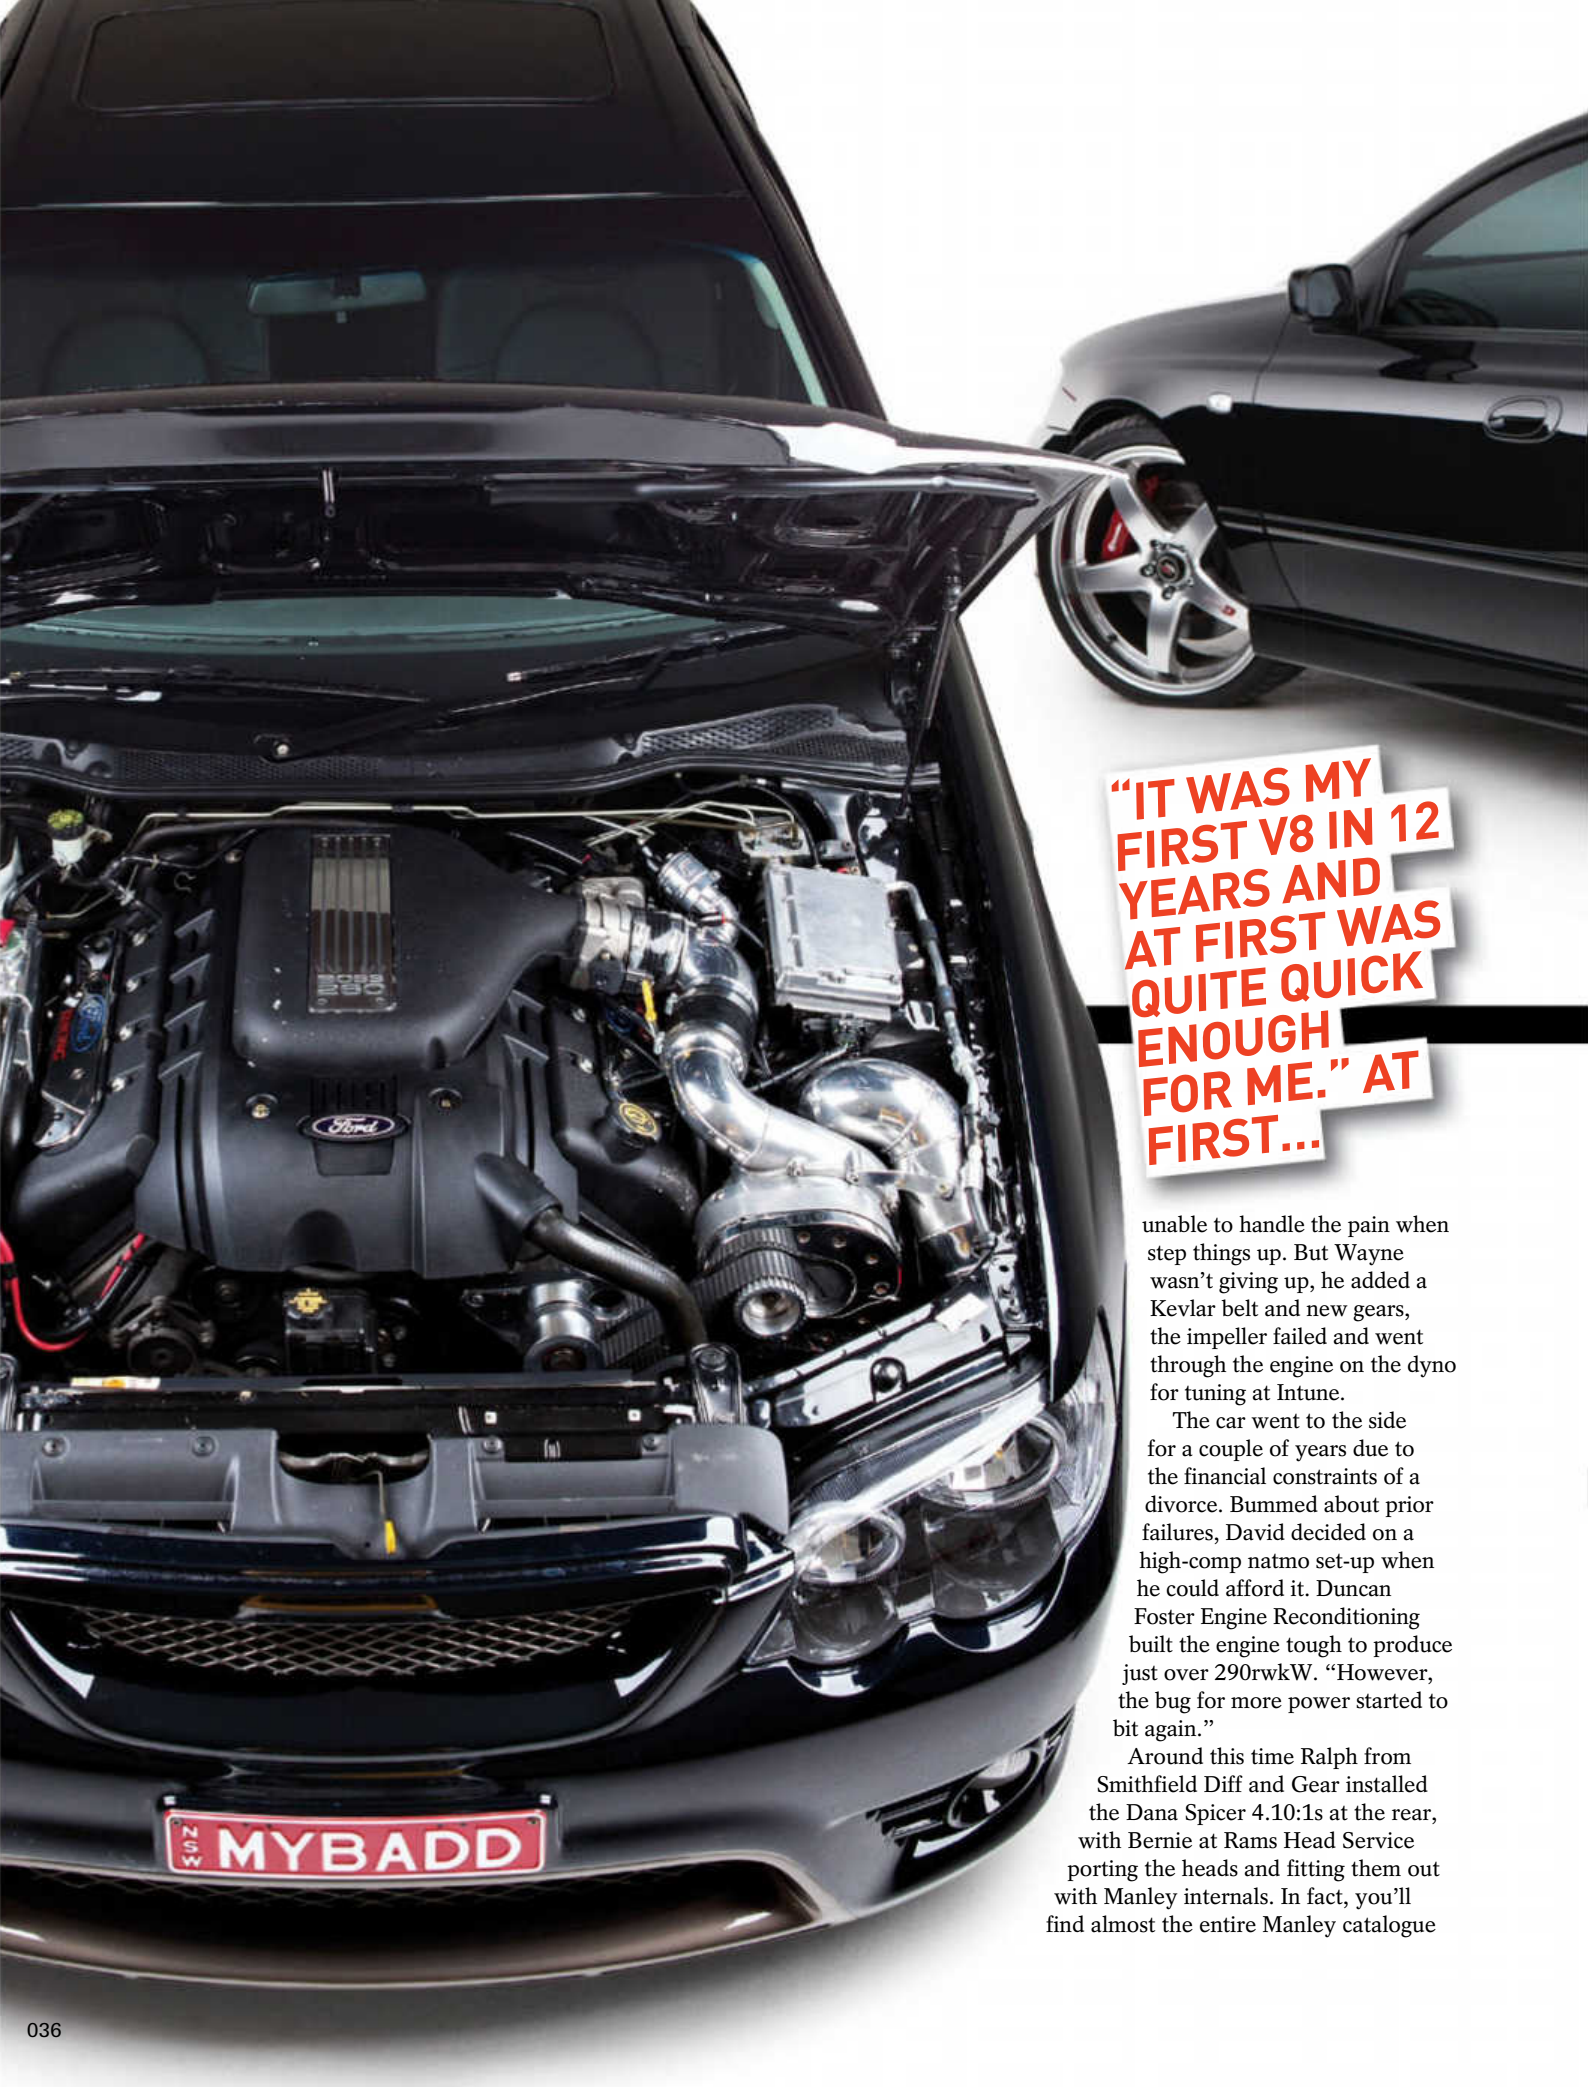 BOSS
290
Ford
Ford
RACING
NSW
MYBADD
“IT WAS MY
FIRST V8 IN 12
YEARS AND
AT FIRST WAS
QUITE QUICK
ENOUGH
FOR ME.” AT
FIRST...
unable to handle the pain when
step things up. But Wayne
wasn’t giving up, he added a
Kevlar belt and new gears,
the impeller failed and went
through the engine on the dyno
for tuning at Intune.
The car went to the side
for a couple of years due to
the financial constraints of a
divorce. Bummed about prior
failures, David decided on a
high-comp natmo set-up when
he could afford it. Duncan
Foster Engine Reconditioning
built the engine tough to produce
just over 290rwkW. “However,
the bug for more power started to
bit again.”
Around this time Ralph from
Smithfield Diff and Gear installed
the Dana Spicer 4.10:1s at the rear,
with Bernie at Rams Head Service
porting the heads and fitting them out
with Manley internals. In fact, you’ll
find almost the entire Manley catalogue
036